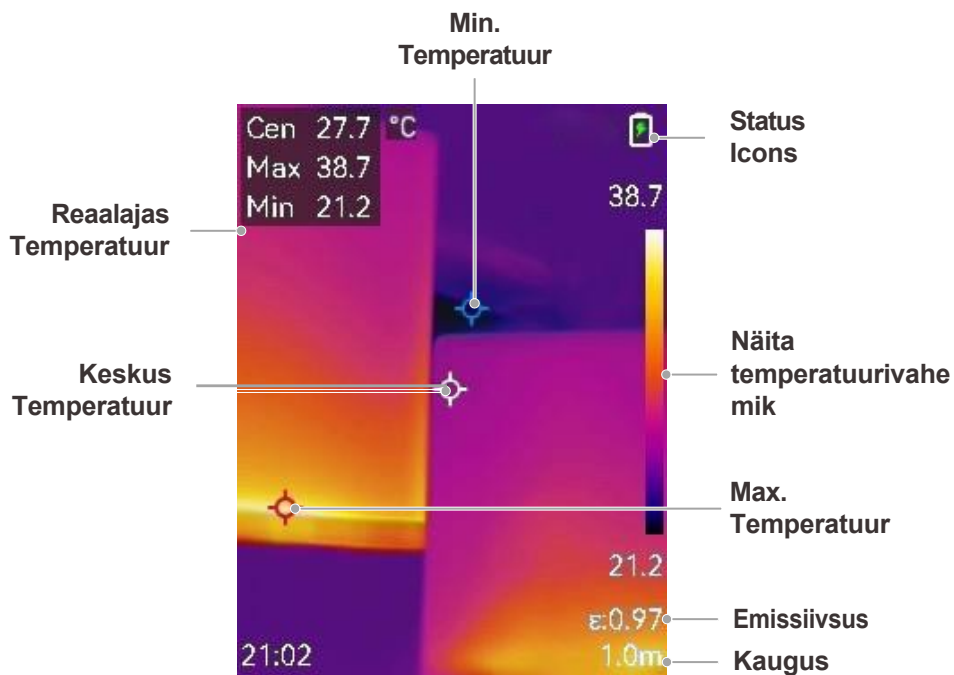 Min.
Temperatuur
Cen 27.7 °C
Max 38.7
Min 21.2
Status
Icons
38.7
Reaalajas
Temperatuur
Näita
temperatuurivahe
mik
Keskus
Temperatuur
Max.
Temperatuur
21.2
ε:0.97
Emissiivsus
21:02
1.0m
Kaugus